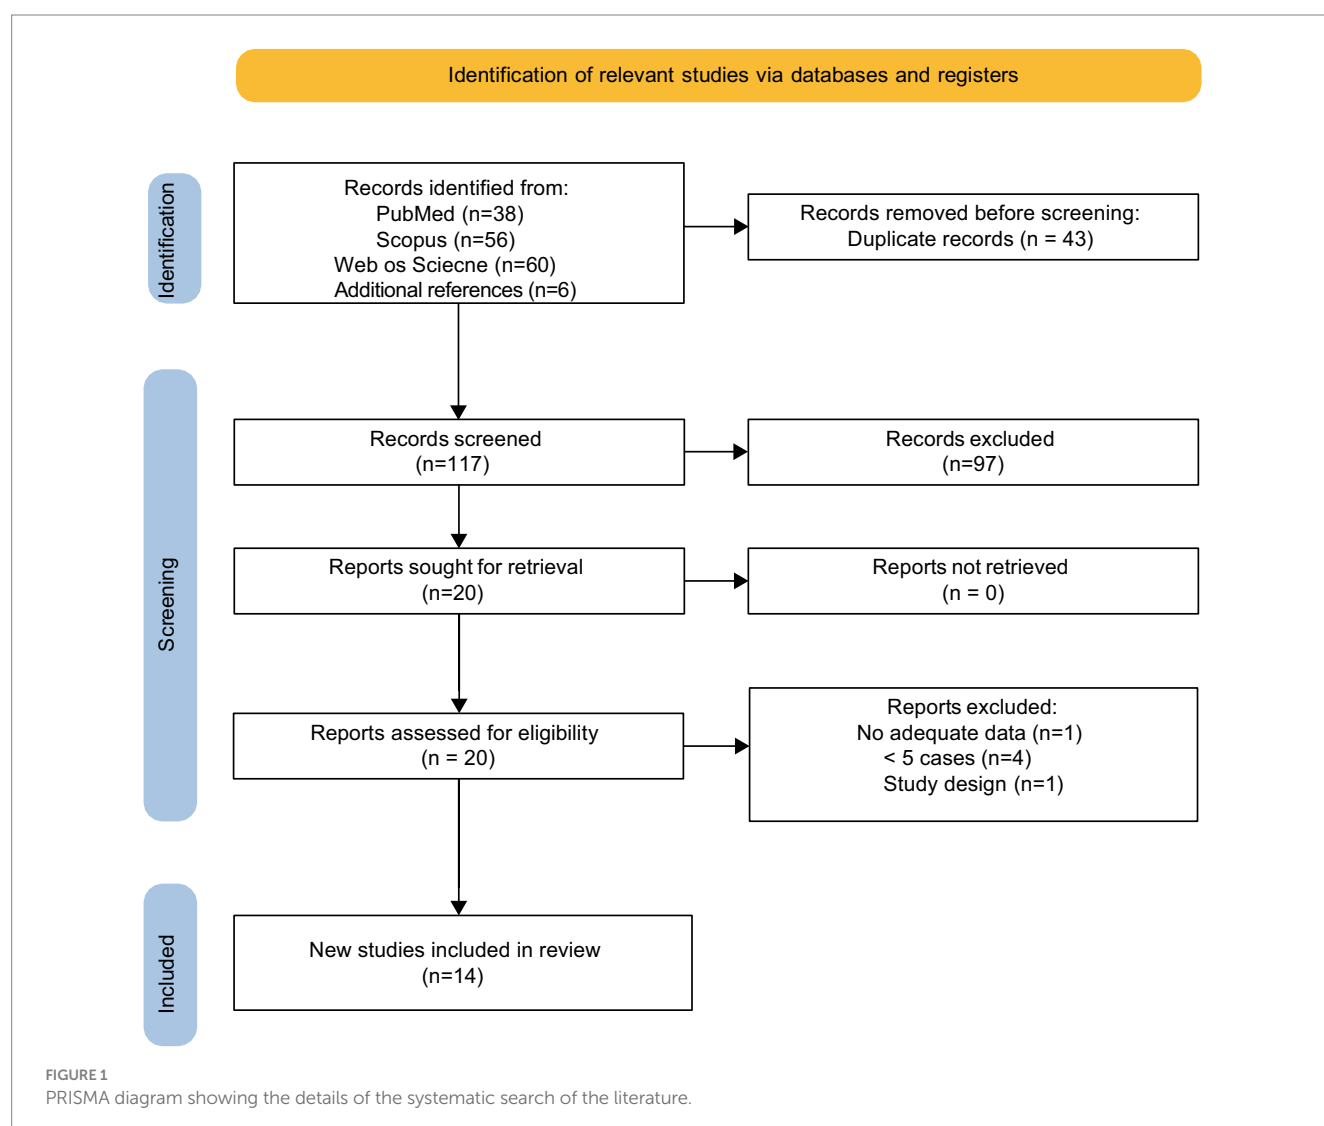 Identification of relevant studies via databases and registers
Identification
Records identified from:
PubMed (n=38)
Scopus (n=56)
Web os Sciecne (n=60)
Additional references (n=6)
Records removed before screening:
Duplicate records (n = 43)
Screening
Records screened
(n=117)
Records excluded
(n=97)
Reports sought for retrieval
(n=20)
Reports not retrieved
(n = 0)
Reports assessed for eligibility
(n = 20)
Reports excluded:
No adequate data (n=1)
< 5 cases (n=4)
Study design (n=1)
Included
New studies included in review
(n=14)
FIGURE 1
PRISMA diagram showing the details of the systematic search of the literature.